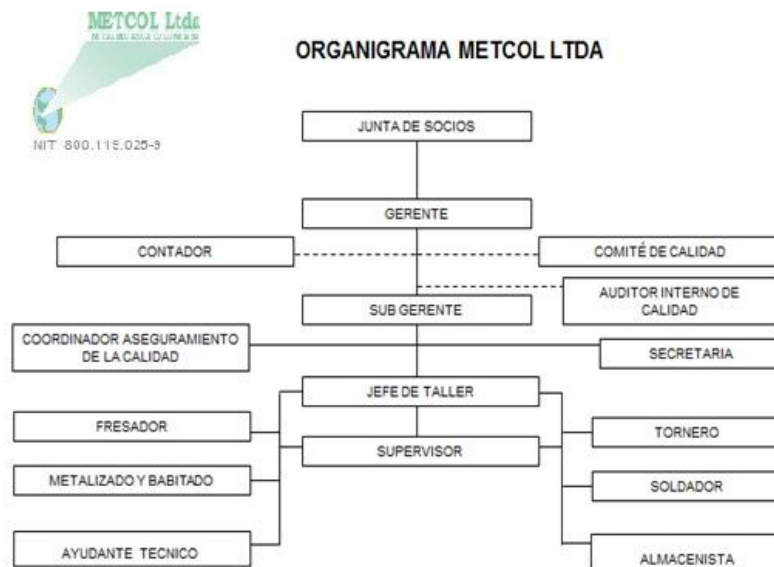 METCOL Ltda
NIT 800.119.025-9
ORGANIGRAMA METCOL LTDA
JUNTA DE SOCIOS
GERENTE
CONTADOR
COMITÉ DE CALIDAD
AUDITOR INTERNO DE
CALIDAD
SUB GERENTE
COORDINADOR ASEGURAMIENTO
DE LA CALIDAD
SECRETARIA
JEFE DE TALLER
FRESADOR
TORNERO
SUPERVISOR
METALIZADO Y BABITADO
SOLDADOR
AYUDANTE TECNICO
ALMACENISTA